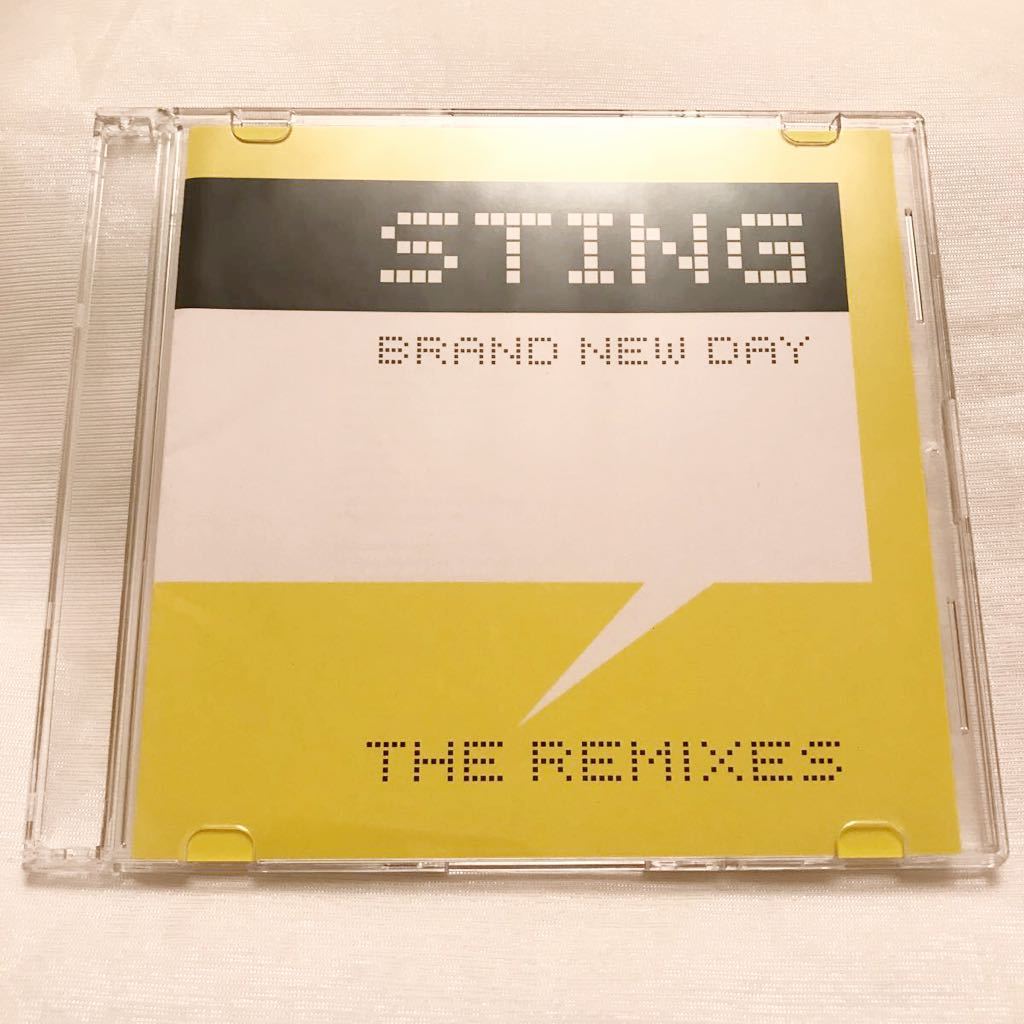 STING
BRAND NEW DAY
THE REMIXES